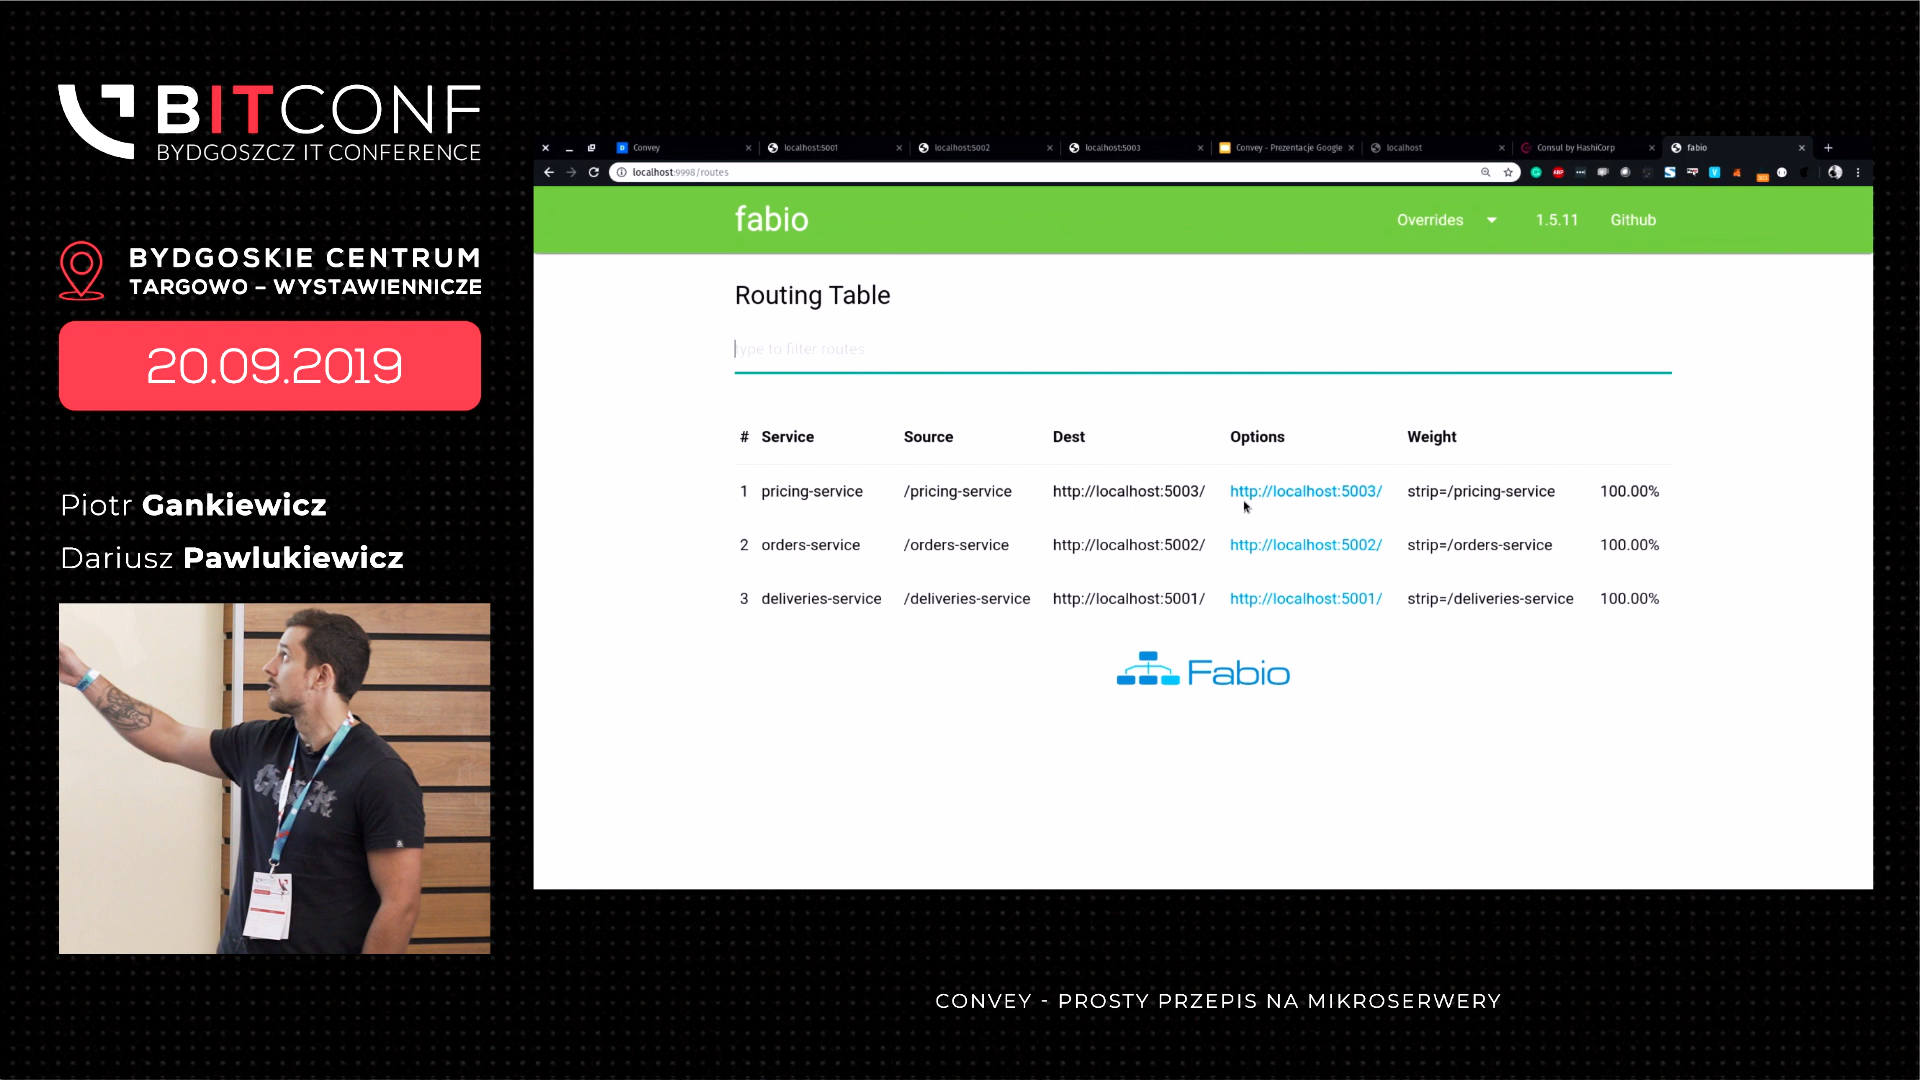 BITCONF
BYDGOSZCZ IT CONFERENCE
BYDGOSKIE CENTRUM
TARGOWO – WYSTAWIENNICZE
20.09.2019
Piotr Gankiewicz
Dariusz Pawlukiewicz
Convey
localhost:5001
localhost:5002
localhost:5003
Convey - Prezentacje Google
localhost
Consul by HashiCorp
fabio
localhost:9998/routes
fabio
Overrides
1.5.11
Github
Routing Table
type to filter routes
# Service Source Dest Options Weight
1 pricing-service /pricing-service http://localhost:5003/ http://localhost:5003/ strip=/pricing-service 100.00%
2 orders-service /orders-service http://localhost:5002/ http://localhost:5002/ strip=/orders-service 100.00%
3 deliveries-service /deliveries-service http://localhost:5001/ http://localhost:5001/ strip=/deliveries-service 100.00%
Fabio
CONVEY - PROSTY PRZEPIS NA MIKROSERWERY